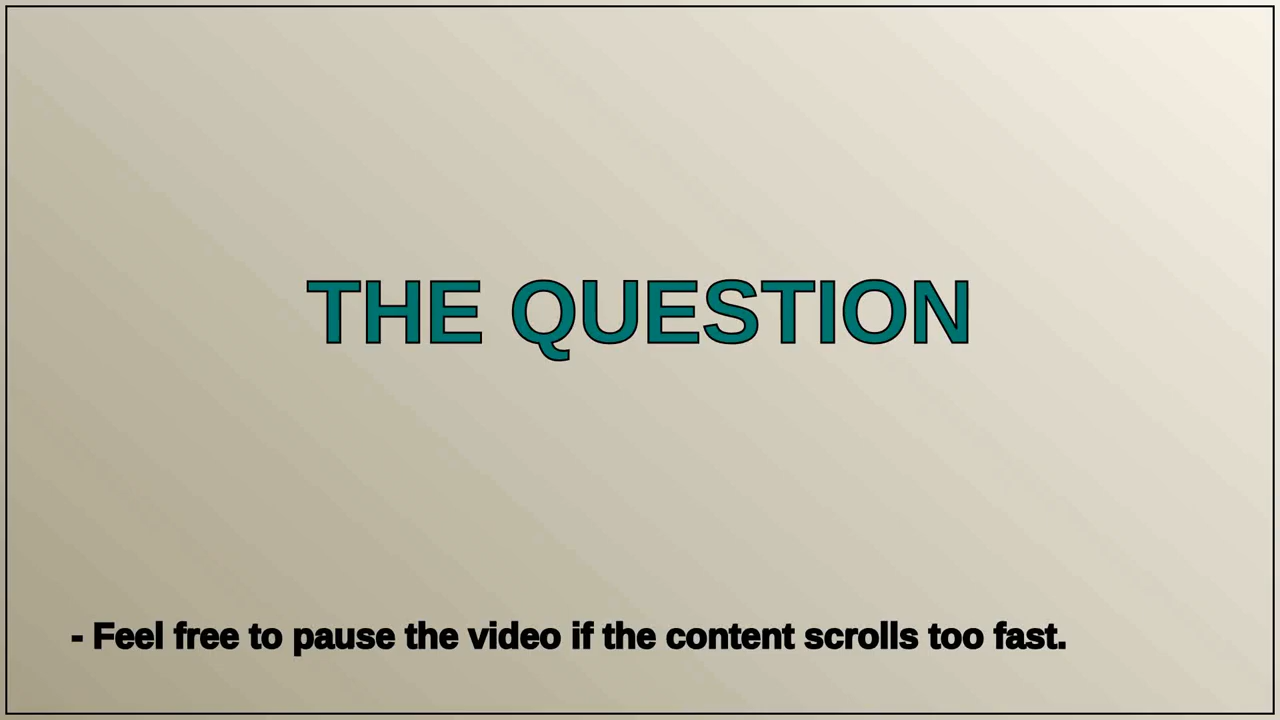 THE QUESTION
- Feel free to pause the video if the content scrolls too fast.